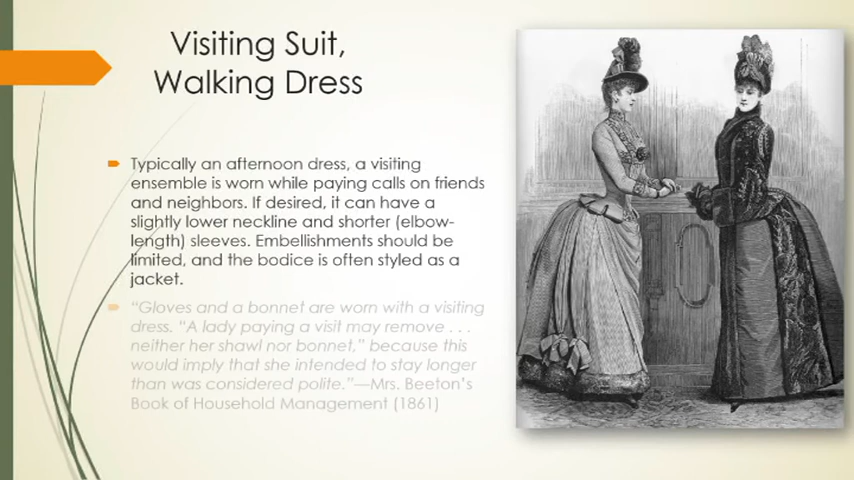 Visiting Suit,
Walking Dress
Typically an afternoon dress, a visiting
ensemble is worn while paying calls on friends
and neighbors. If desired, it can have a
slightly lower neckline and shorter (elbow-
length) sleeves. Embellishments should be
limited, and the bodice is often styled as a
jacket.
“Gloves and a bonnet are worn with a visiting
dress. “A lady paying a visit may remove . . .
neither her shawl nor bonnet,” because this
would imply that she intended to stay longer
than was considered polite.”—Mrs. Beeton’s
Book of Household Management (1861)